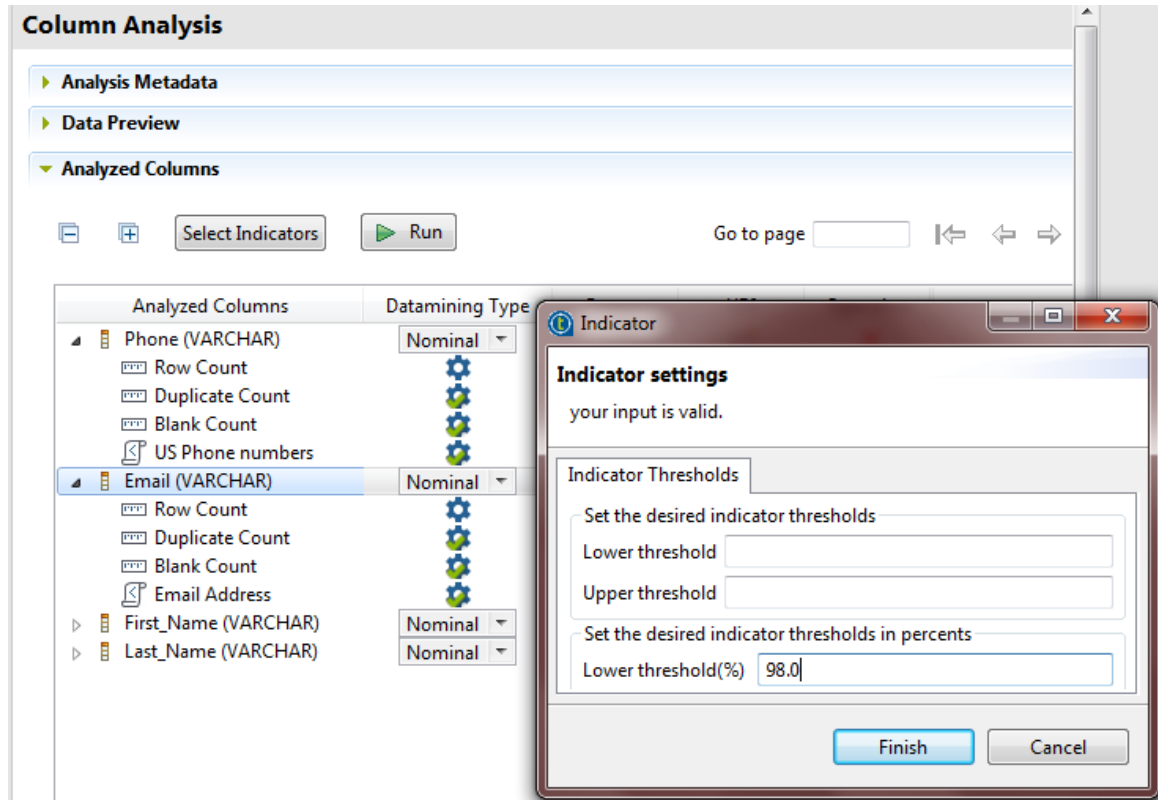 Column Analysis
Analysis Metadata
Data Preview
Analyzed Columns
Select Indicators
Run
Go to page
Analyzed Columns Datamining Type
Phone (VARCHAR) Nominal
Row Count
Duplicate Count
Blank Count
US Phone numbers
Email (VARCHAR) Nominal
Row Count
Duplicate Count
Blank Count
Email Address
First_Name (VARCHAR) Nominal
Last_Name (VARCHAR) Nominal
Indicator
Indicator settings
your input is valid.
Indicator Thresholds
Set the desired indicator thresholds
Lower threshold
Upper threshold
Set the desired indicator thresholds in percents
Lower threshold(%) 98.0
Finish Cancel